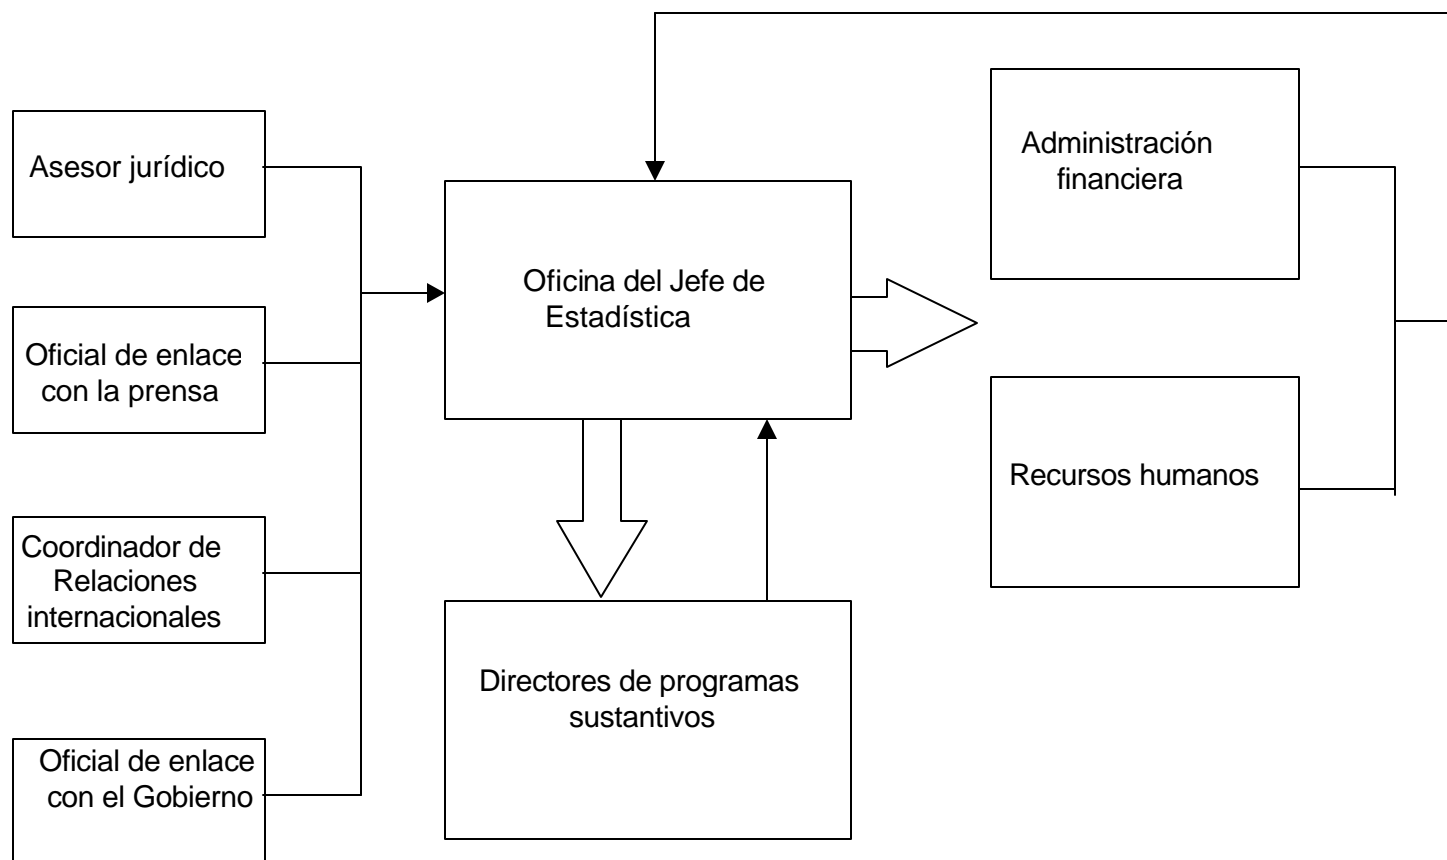 Asesor jurídico
Oficial de enlace
con la prensa
Coordinador de
Relaciones
internacionales
Oficial de enlace
con el Gobierno
Oficina del Jefe de
Estadística
Directores de programas
sustantivos
Administración
financiera
Recursos humanos